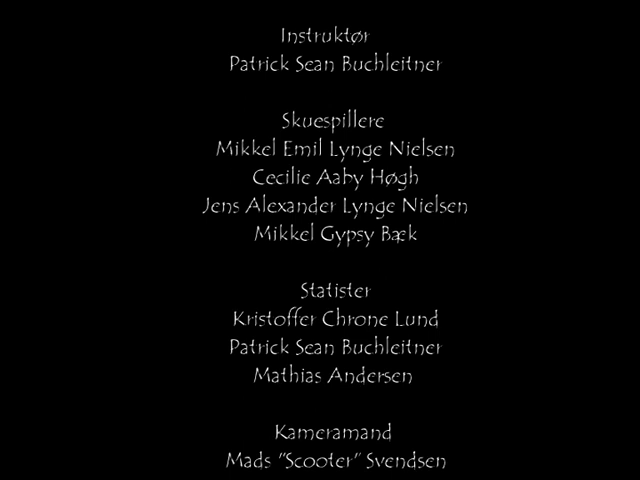 Instruktør
Patrick Sean Buchleitner
Skuespillere
Mikkel Emil Lynge Nielsen
Cecilie Aaby Høgh
Jens Alexander Lynge Nielsen
Mikkel Gypsy Bæk
Statister
Kristoffer Chrone Lund
Patrick Sean Buchleitner
Mathias Andersen
Kameramand
Mads "Scooter" Svendsen